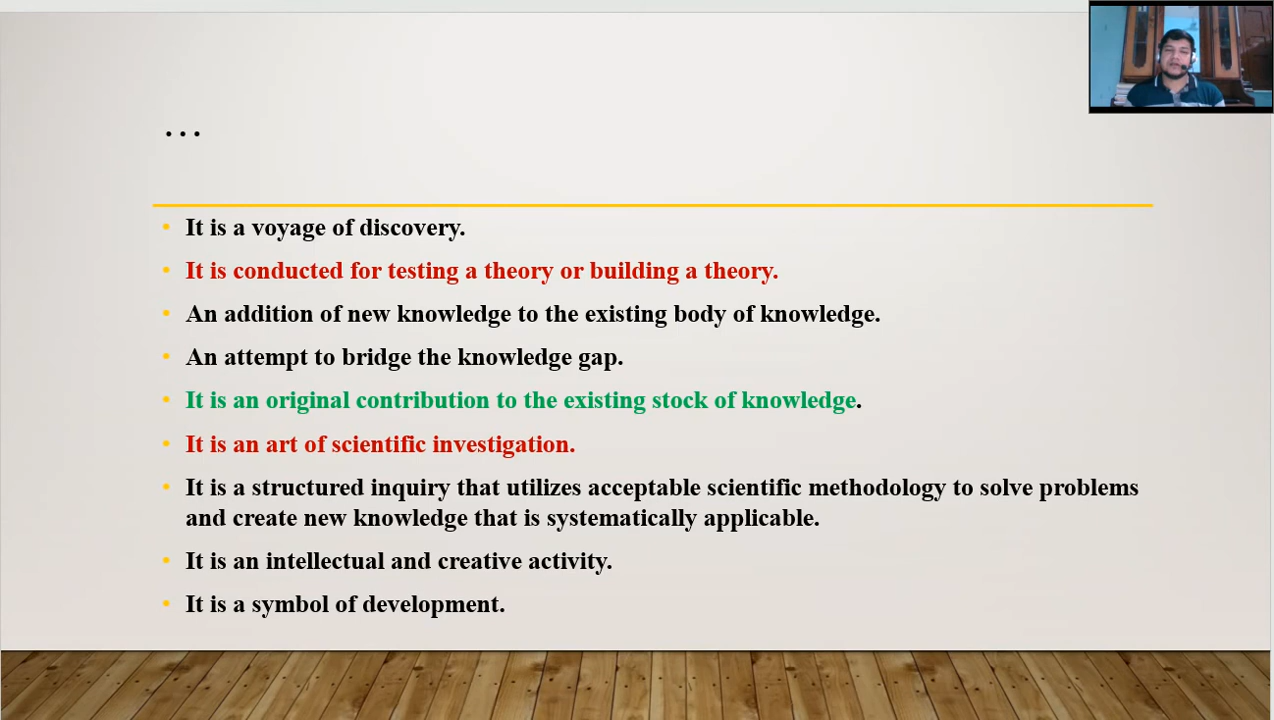 ...
It is a voyage of discovery.
It is conducted for testing a theory or building a theory.
An addition of new knowledge to the existing body of knowledge.
An attempt to bridge the knowledge gap.
It is an original contribution to the existing stock of knowledge.
It is an art of scientific investigation.
It is a structured inquiry that utilizes acceptable scientific methodology to solve problems
and create new knowledge that is systematically applicable.
It is an intellectual and creative activity.
It is a symbol of development.